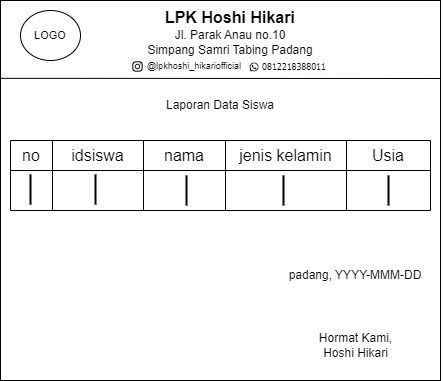 LOGO
LPK Hoshi Hikari
Jl. Parak Anau no.10
Simpang Samri Tabing Padang
@lpkhoshi_hikariofficial 0812218388011
Laporan Data Siswa
no idsiswa nama jenis kelamin Usia
padang, YYYY-MMM-DD
Hormat Kami,
Hoshi Hikari